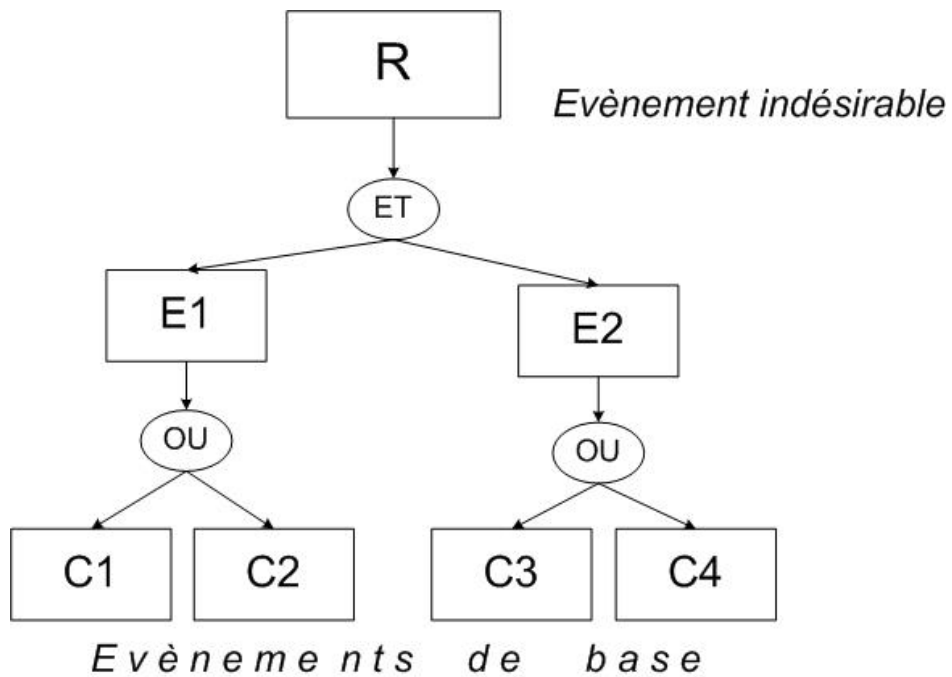 R
Evènement indésirable
ET
E1
E2
OU
OU
C1
C2
C3
C4
Evènements de base